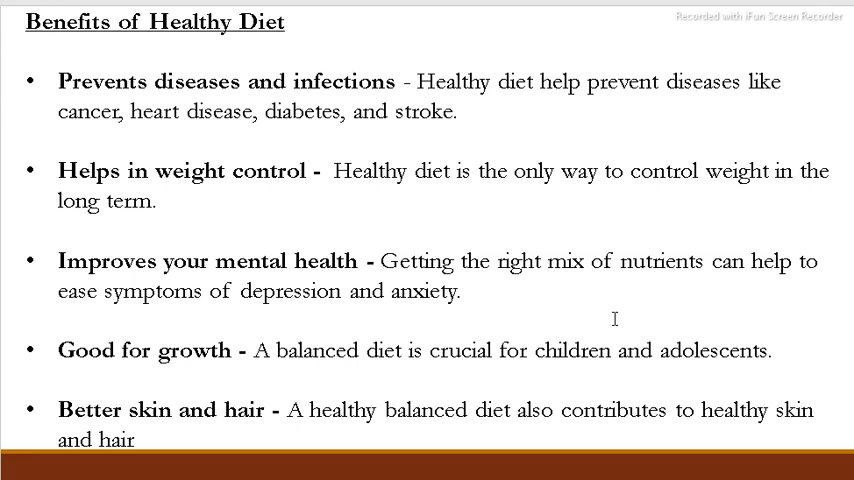 Benefits of Healthy Diet
Recorded with iFun Screen Recorder
• Prevents diseases and infections - Healthy diet help prevent diseases like
cancer, heart disease, diabetes, and stroke.
• Helps in weight control - Healthy diet is the only way to control weight in the
long term.
• Improves your mental health - Getting the right mix of nutrients can help to
ease symptoms of depression and anxiety.
• Good for growth - A balanced diet is crucial for children and adolescents.
• Better skin and hair - A healthy balanced diet also contributes to healthy skin
and hair